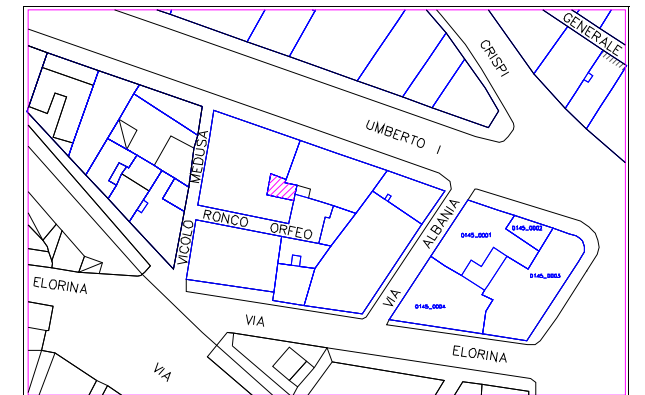 GENERALE
CRISPI
UMBERTO I
MEDUSA
VICOLO
RONCO ORFEO
ALBANIA
VIA
0145_0001
0145_0002
0145_0003
0145_0004
ELORINA
VIA
ELORINA
VIA